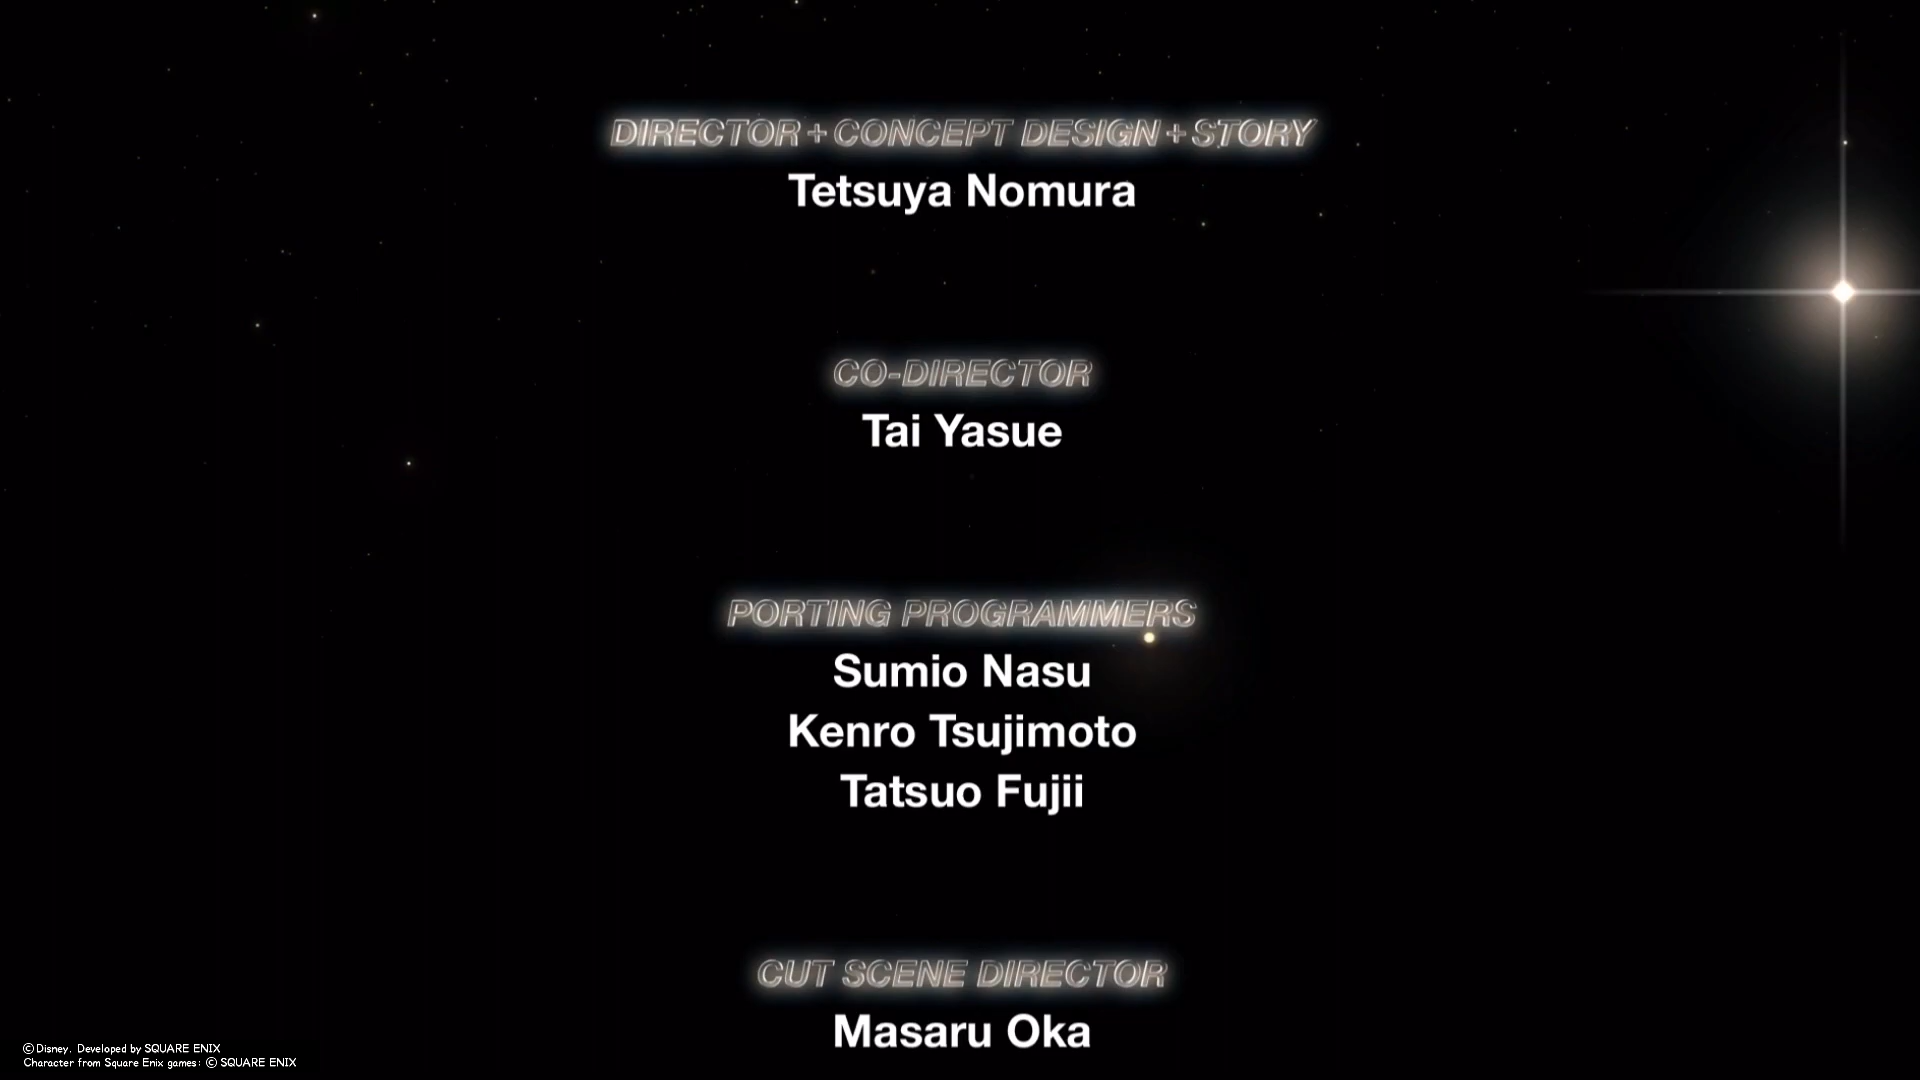 DIRECTOR + CONCEPT DESIGN + STORY
Tetsuya Nomura
CO-DIRECTOR
Tai Yasue
PORTING PROGRAMMERS
Sumio Nasu
Kenro Tsujimoto
Tatsuo Fujii
CUT SCENE DIRECTOR
Masaru Oka
©Disney. Developed by SQUARE ENIX
Character from Square Enix games: © SQUARE ENIX